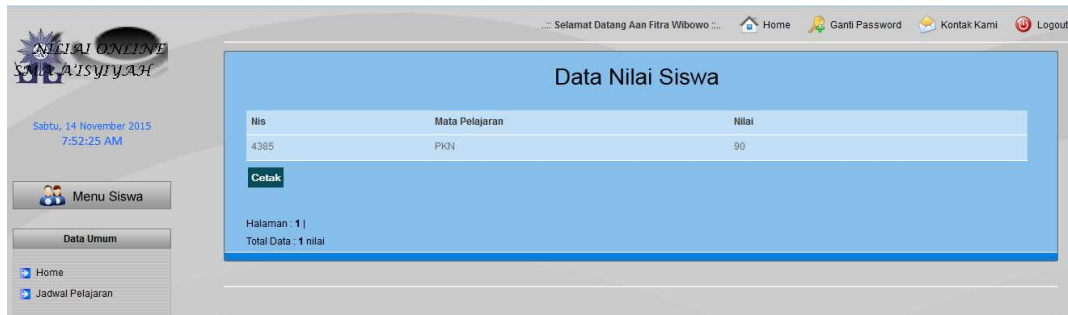 ..:: Selamat Datang Aan Fitra Wibowo ::.. Home Ganti Password Kontak Kami Logout
NILIAI ONLINE
SMA A'ISYIYAH
Sabtu, 14 November 2015
7:52:25 AM
Menu Siswa
Data Umum
Home
Jadwal Pelajaran
Data Nilai Siswa
Nis Mata Pelajaran Nilai
4385 PKN 90
Cetak
Halaman : 1 |
Total Data : 1 nilai